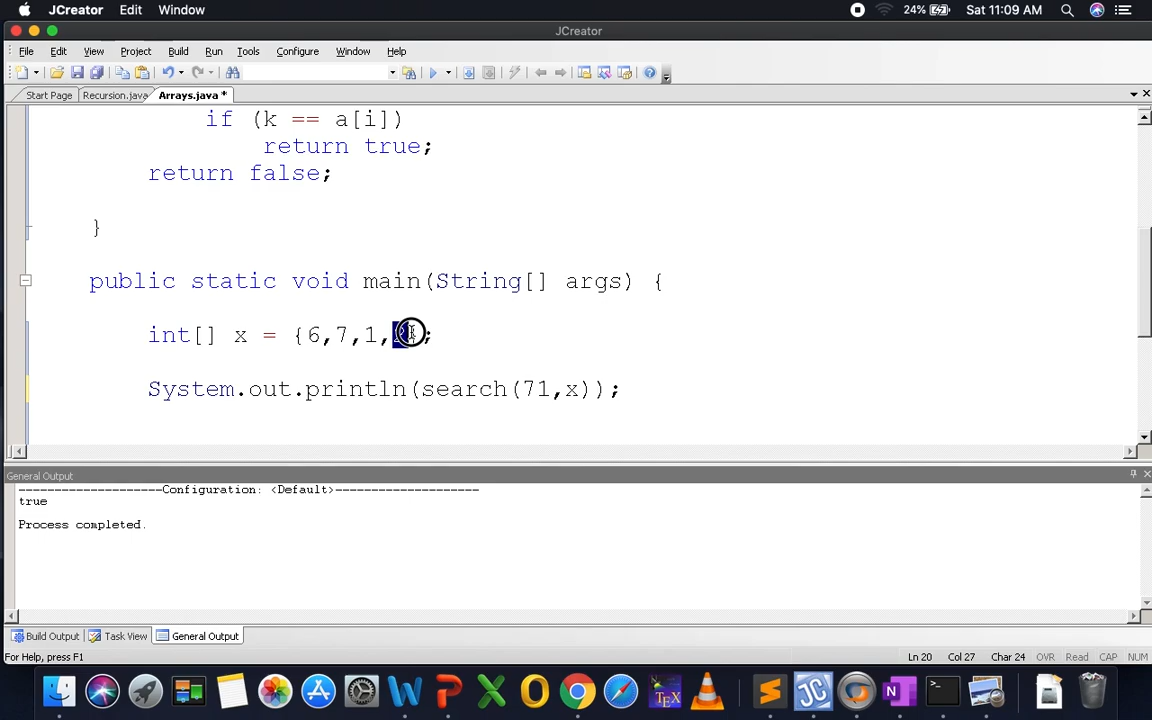 JCreator Edit Window 24% Sat 11:09 AM
JCreator
File Edit View Project Build Run Tools Configure Window Help
Start Page Recursion.java Arrays.java *
if (k == a[i])
return true;
return false;
}
public static void main(String[] args) {
int[] x = {6,7,1, ;
System.out.println(search(71,x));
General Output
--------------------Configuration: <Default>--------------------
true
Process completed.
Build Output Task View General Output
For Help, press F1 Ln 20 Col 27 Char 24 OVR Read CAP NUM
JC N TEX